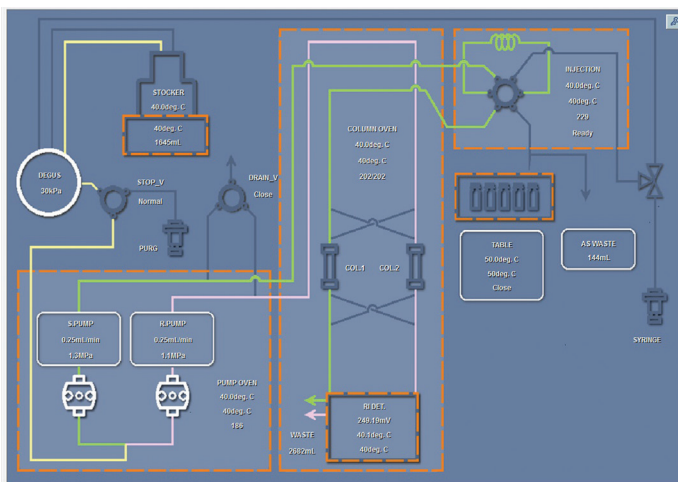 STOCKER
40.0deg. C
40deg. C
1645mL
DEGUS
30kPa
STOP_V
Normal
PURG
DRAIN_V
Close
COLUMN OVEN
40.0deg. C
40deg. C
202/202
COL.1
COL.2
INJECTION
40.0deg. C
40deg. C
229
Ready
TABLE
50.0deg. C
50deg. C
Close
AS WASTE
144mL
SYRINGE
S.PUMP
0.25mL/min
1.3MPa
R.PUMP
0.25mL/min
1.1MPa
PUMP OVEN
40.0deg. C
40deg. C
186
WASTE
2682mL
RI DET.
249.19mV
40.1deg. C
40deg. C